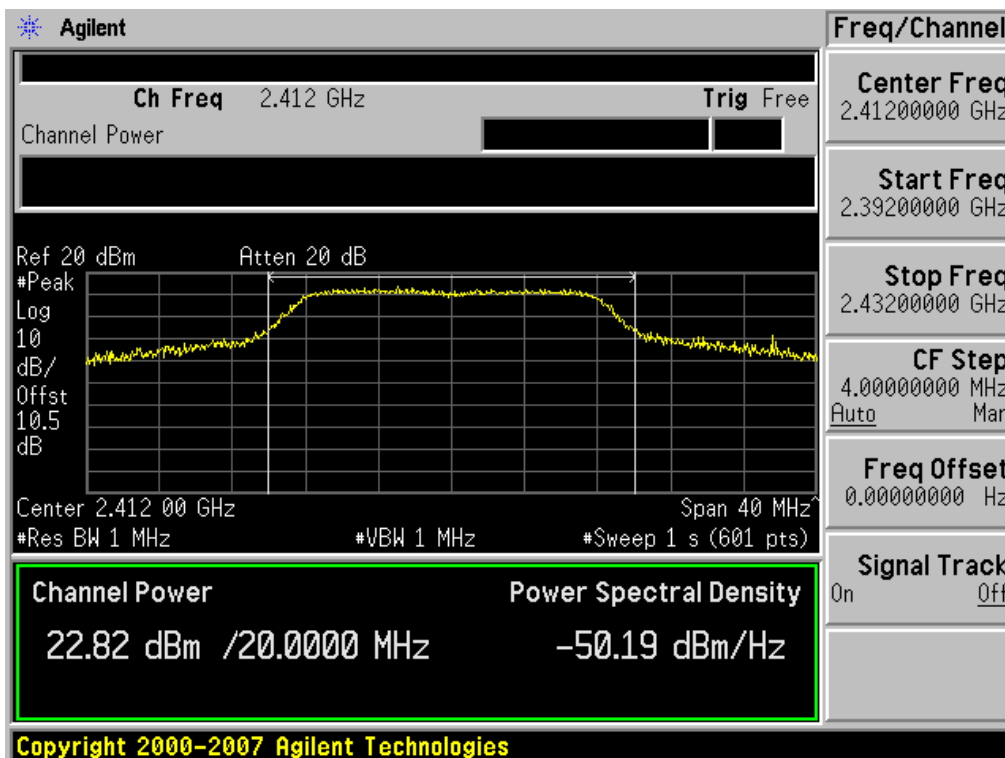 Agilent
Freq/Channel
Ch Freq 2.412 GHz Trig Free
Channel Power
Center Freq
2.41200000 GHz
Start Freq
2.39200000 GHz
Stop Freq
2.43200000 GHz
CF Step
4.00000000 MHz
Auto Man
Freq Offset
0.00000000 Hz
Signal Track
On Off
Ref 20 dBm Atten 20 dB
#Peak
Log
10
dB/
Offst
10.5
dB
Center 2.412 00 GHz Span 40 MHz^
#Res BW 1 MHz #VBW 1 MHz #Sweep 1 s (601 pts)
Channel Power Power Spectral Density
22.82 dBm /20.0000 MHz -50.19 dBm/Hz
Copyright 2000-2007 Agilent Technologies